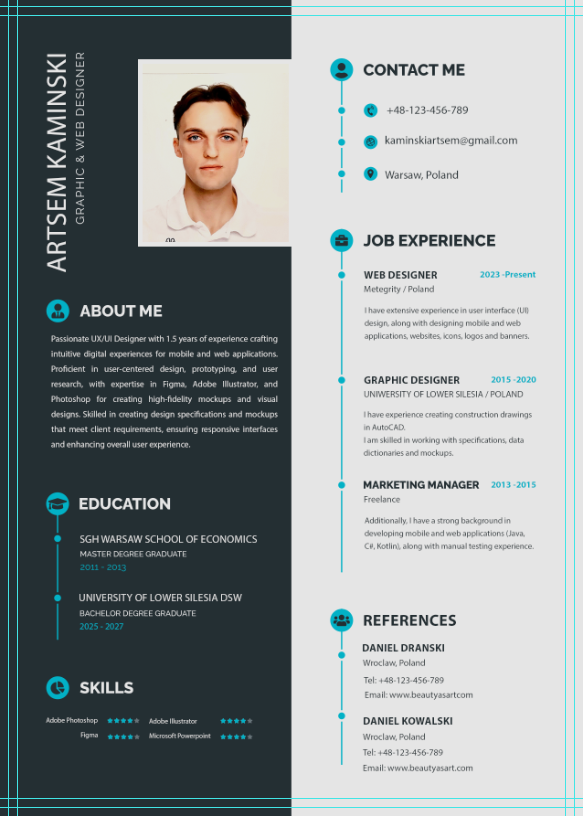 ARTSEM KAMINSKI
GRAPHIC & WEB DESIGNER
ABOUT ME
Passionate UX/UI Designer with 1.5 years of experience crafting
intuitive digital experiences for mobile and web applications.
Proficient in user-centered design, prototyping, and user
research, with expertise in Figma, Adobe Illustrator, and
Photoshop for creating high-fidelity mockups and visual
designs. Skilled in creating design specifications and mockups
that meet client requirements, ensuring responsive interfaces
and enhancing overall user experience.
EDUCATION
SGH WARSAW SCHOOL OF ECONOMICS
MASTER DEGREE GRADUATE
2011 - 2013
UNIVERSITY OF LOWER SILESIA DSW
BACHELOR DEGREE GRADUATE
2025 - 2027
SKILLS
Adobe Photoshop
Adobe Illustrator
Figma
Microsoft Powerpoint
CONTACT ME
+48-123-456-789
kaminskiartsem@gmail.com
Warsaw, Poland
JOB EXPERIENCE
WEB DESIGNER 2023 -Present
Metegrity / Poland
I have extensive experience in user interface (UI)
design, along with designing mobile and web
applications, websites, icons, logos and banners.
GRAPHIC DESIGNER 2015 -2020
UNIVERSITY OF LOWER SILESIA / POLAND
I have experience creating construction drawings
in AutoCAD.
I am skilled in working with specifications, data
dictionaries and mockups.
MARKETING MANAGER 2013 -2015
Freelance
Additionally, I have a strong background in
developing mobile and web applications (Java,
C#, Kotlin), along with manual testing experience.
REFERENCES
DANIEL DRANSKI
Wroclaw, Poland
Tel: +48-123-456-789
Email: www.beautyasartcom
DANIEL KOWALSKI
Wroclaw, Poland
Tel: +48-123-456-789
Email: www.beautyasart.com